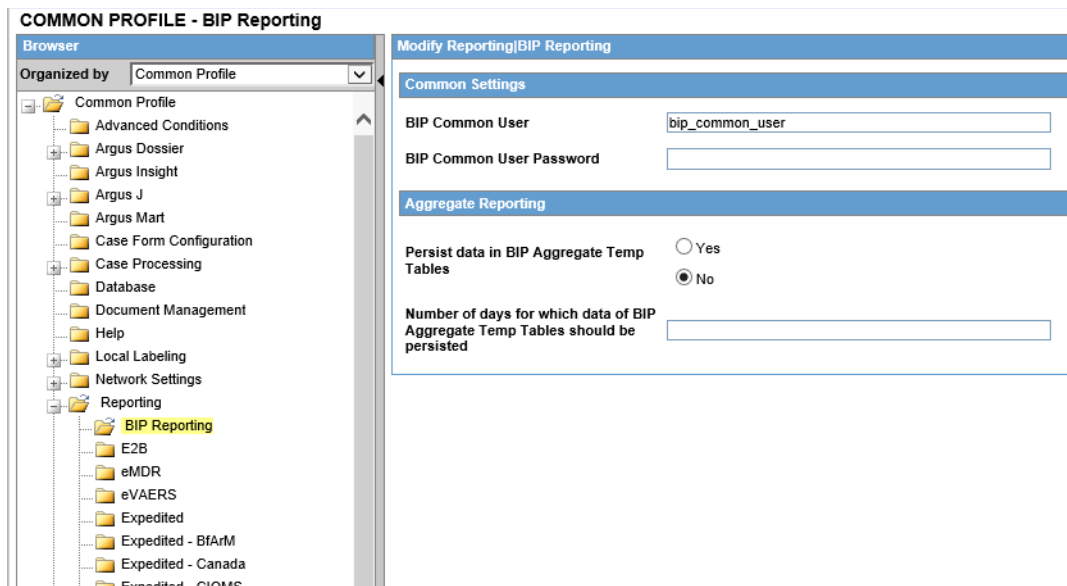 COMMON PROFILE - BIP Reporting
Browser
Organized by Common Profile
Common Profile
Advanced Conditions
Argus Dossier
Argus Insight
Argus J
Argus Mart
Case Form Configuration
Case Processing
Database
Document Management
Help
Local Labeling
Network Settings
Reporting
BIP Reporting
E2B
eMDR
eVAERS
Expedited
Expedited - BfArM
Expedited - Canada
Expedited - CIOMS
Modify Reporting|BIP Reporting
Common Settings
BIP Common User bip_common_user
BIP Common User Password
Aggregate Reporting
Persist data in BIP Aggregate Temp
Tables
Yes
No
Number of days for which data of BIP
Aggregate Temp Tables should be
persisted